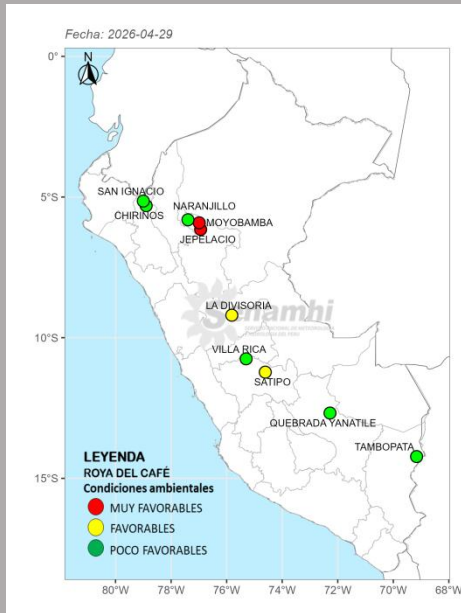 Fecha: 2026-04-29
0°
N
SAN IGNACIO
NARANJILLO
5°S
CHIRINOS
MOYOBAMBA
JEPELACIO
LA DIVISORIA
Senamhi
10°S
VILLA RICA
SATIPO
QUEBRADA YANATILE
TAMBOPATA
15°S
LEYENDA
ROYA DEL CAFÉ
Condiciones ambientales
MUY FAVORABLES
FAVORABLES
POCO FAVORABLES
80°W 78°W 76°W 74°W 72°W 70°W 68°W